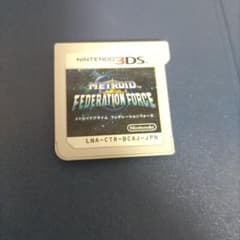 NINTENDO 3DS
METROID
PRIME
FEDERATION FORCE
メトロイドプライム フェデレーションフォース
Nintendo
LNA-CTR-BCAJ-JPN